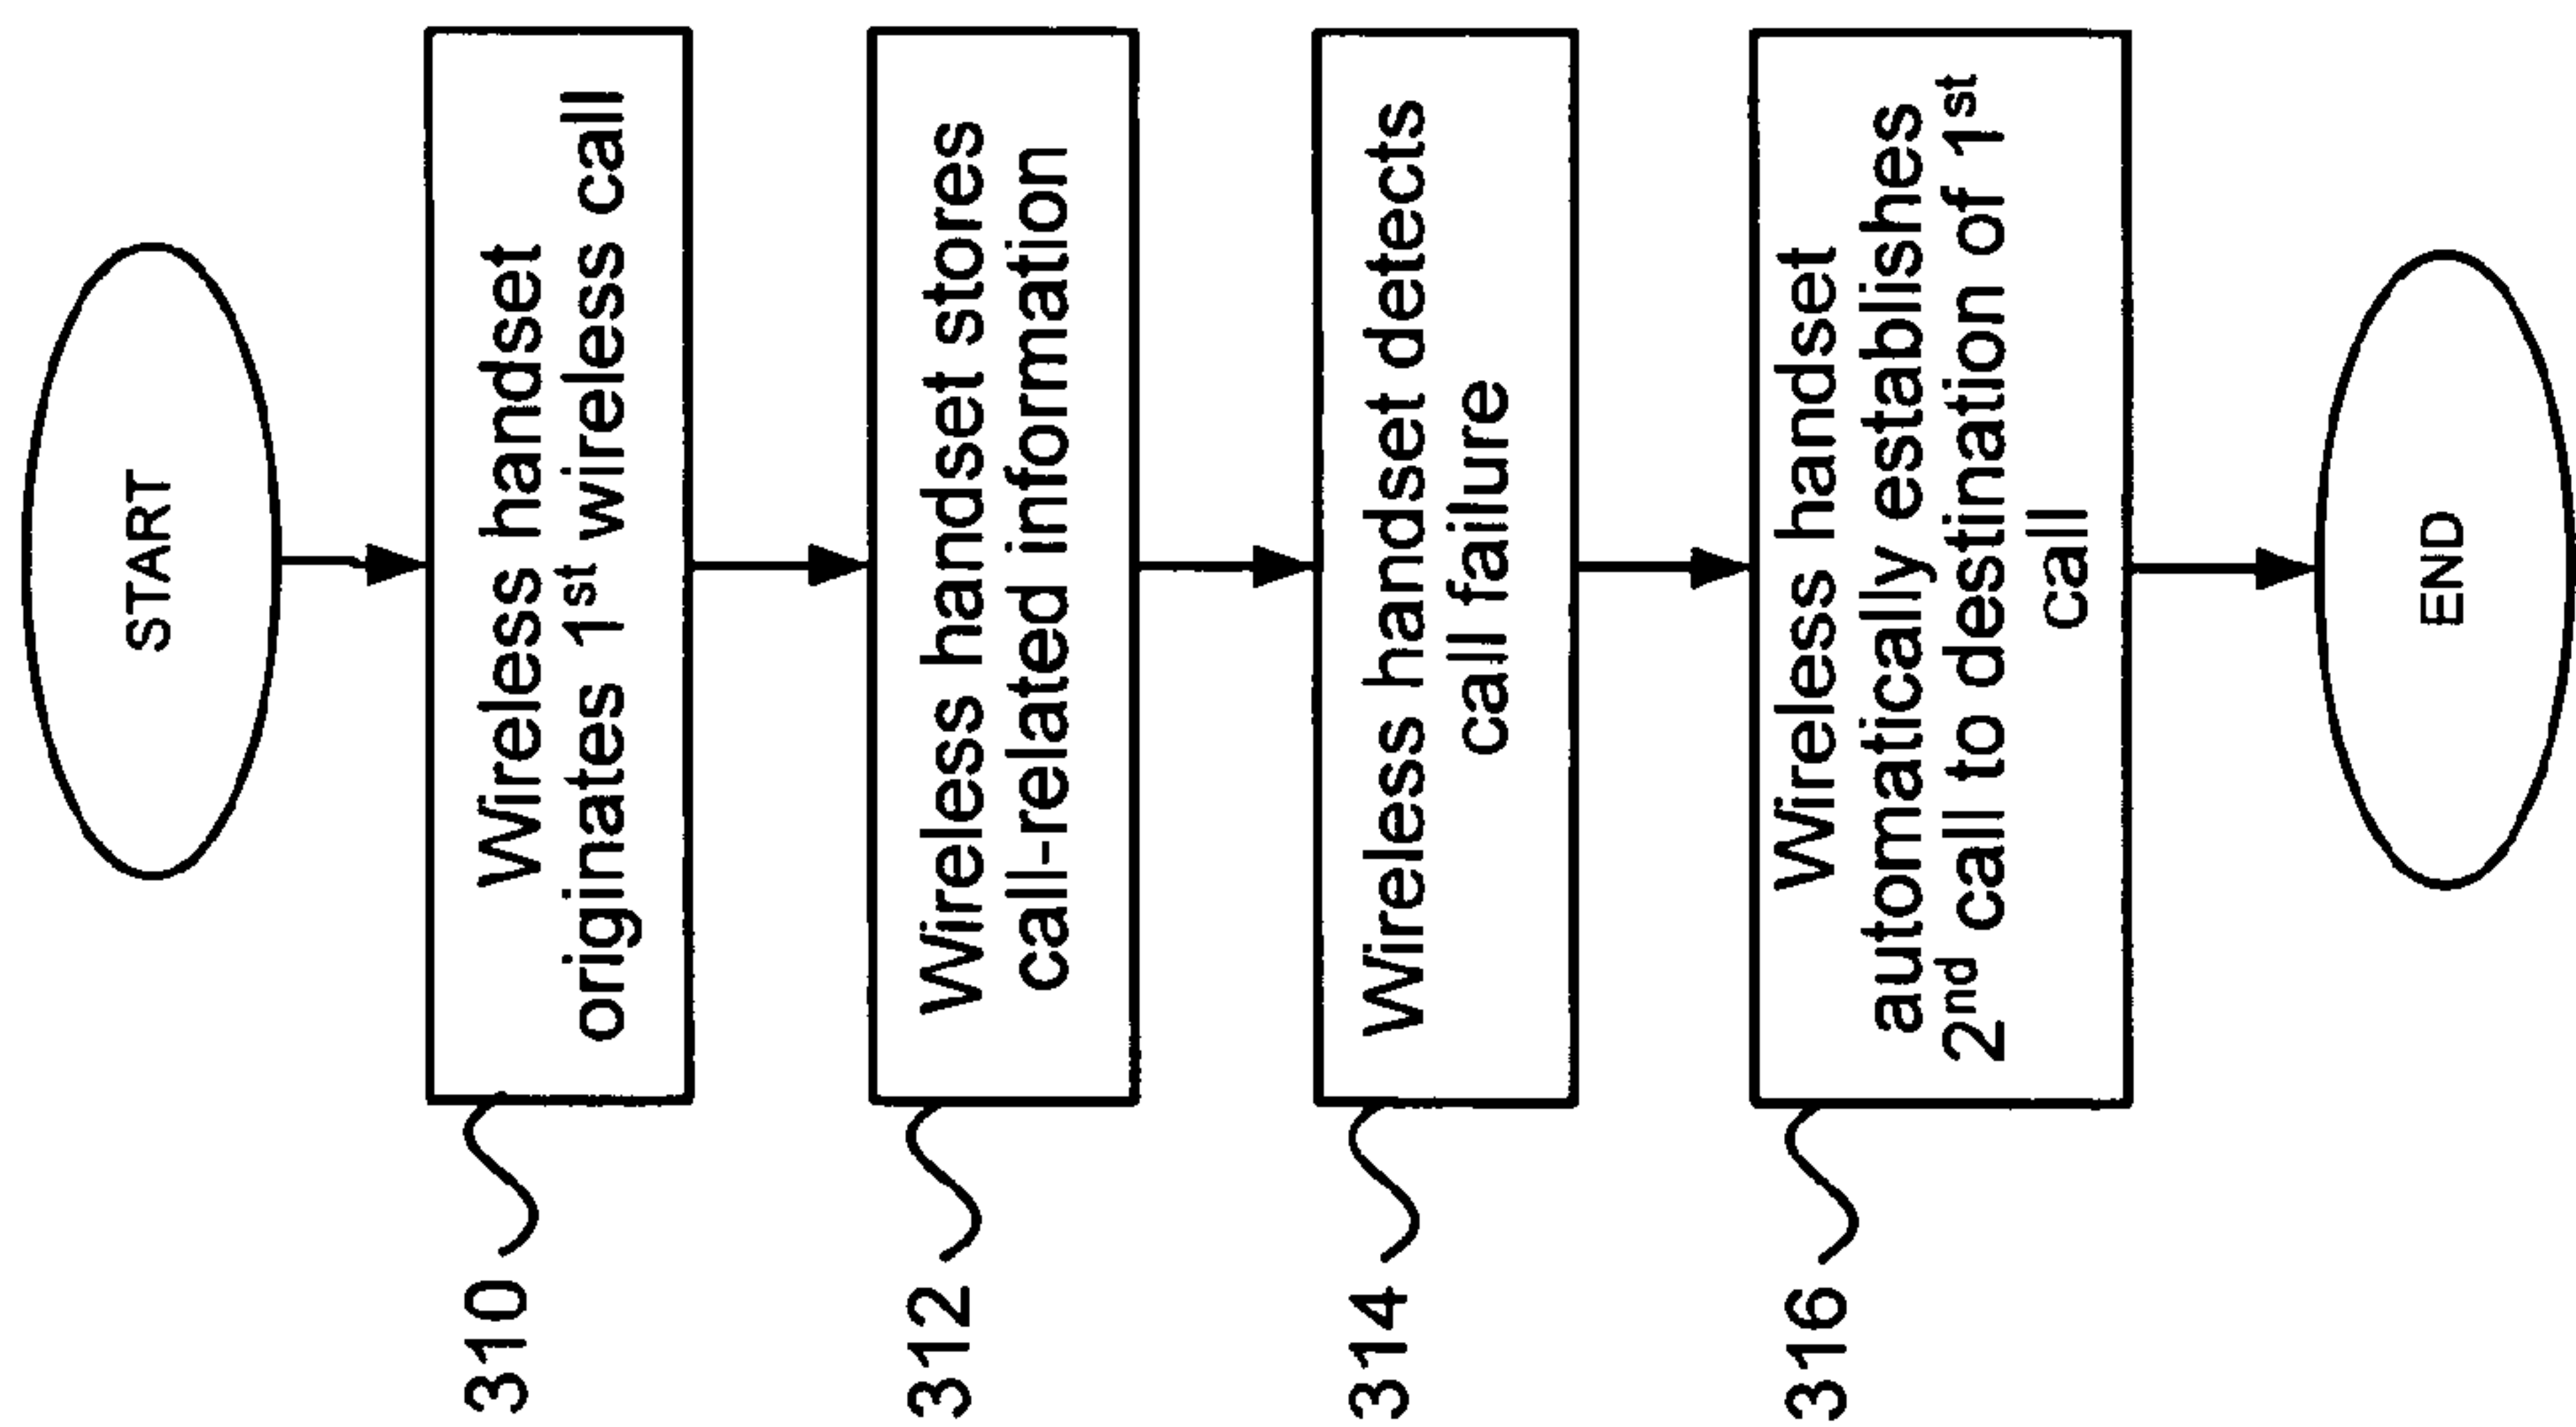 START
310
Wireless handset
originates 1st wireless call
312
Wireless handset stores
call-related information
314
Wireless handset detects
call failure
316
Wireless handset
automatically establishes
2nd call to destination of 1st
call
END